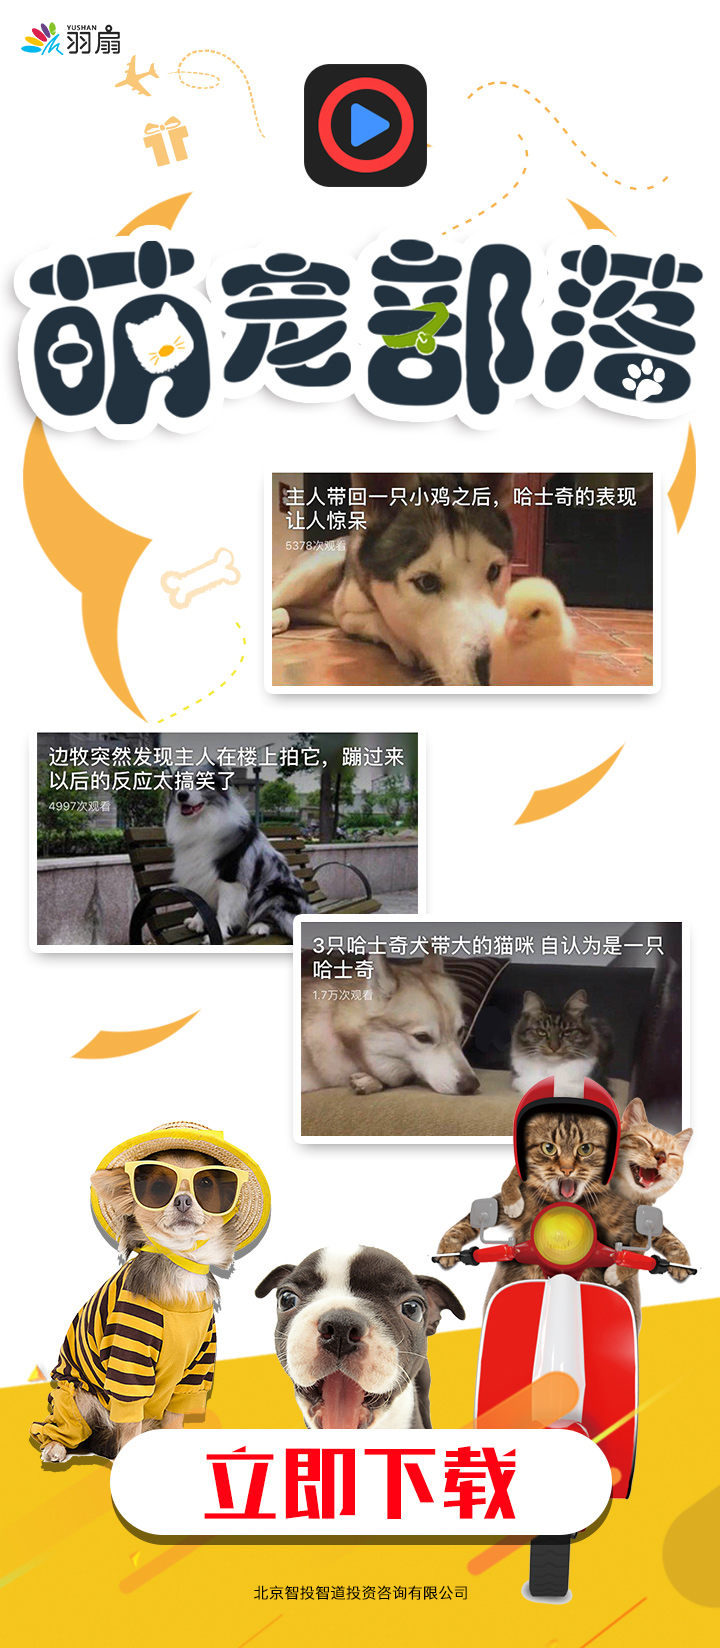 YUSHAN
羽扇
萌宠部落
主人带回一只小鸡之后，哈士奇的表现
让人惊呆
5378次观看
边牧突然发现主人在楼上拍它，蹦过来
以后的反应太搞笑了
4997次观看
3只哈士奇犬带大的猫咪 自认为是一只
哈士奇
1.7万次观看
立即下载
北京智投智道投资咨询有限公司